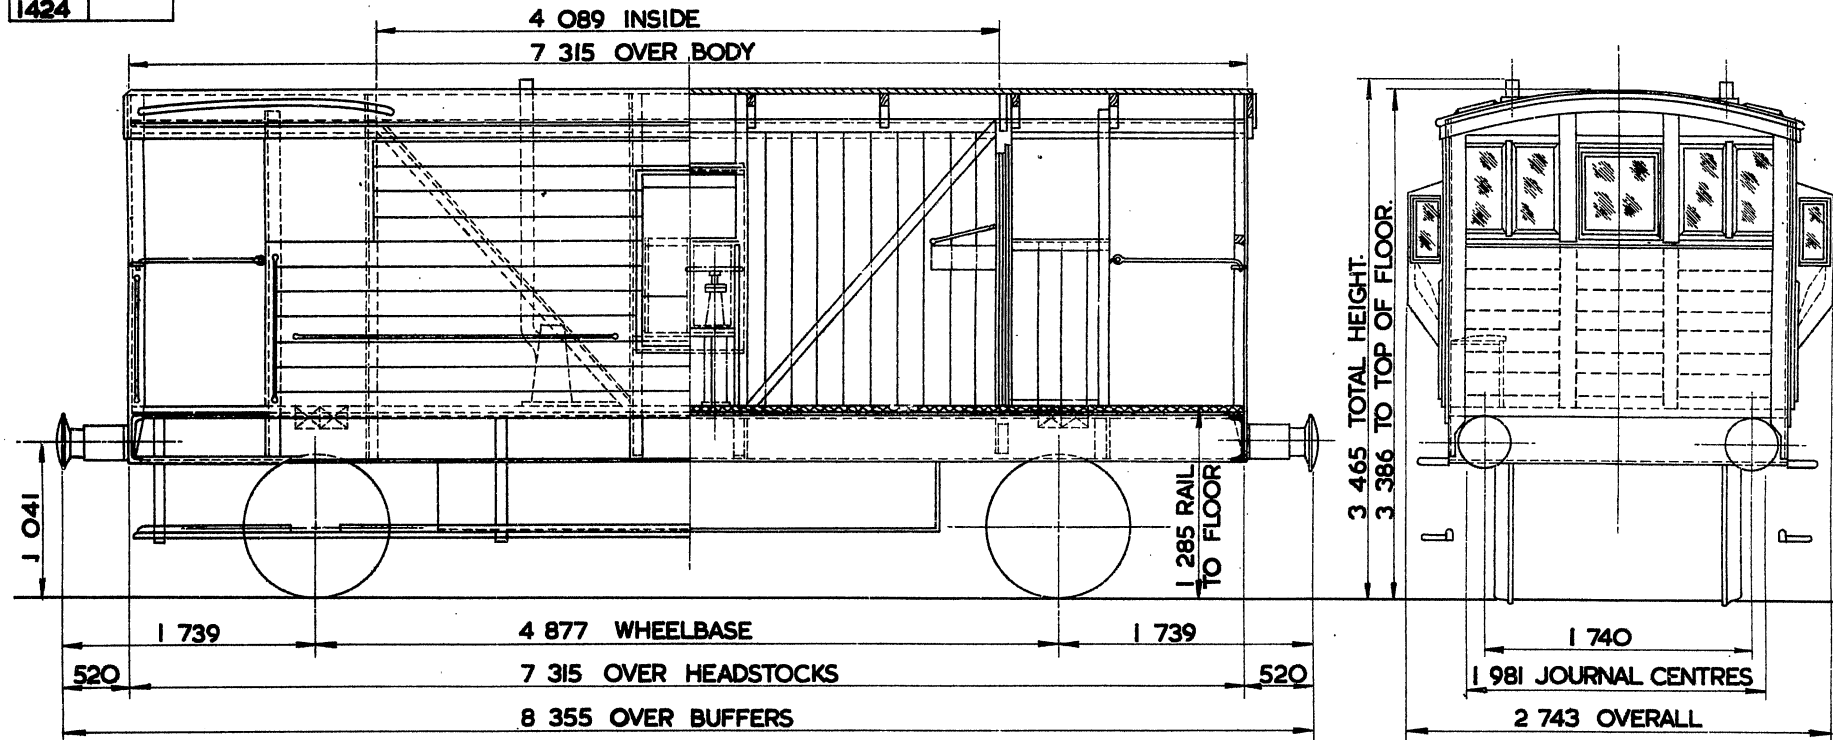 1424
4 089 INSIDE
7 315 OVER BODY
1 041
1 285 RAIL
TO FLOOR
3 465 TOTAL HEIGHT.
3 386 TO TOP OF FLOOR.
1 739
4 877 WHEELBASE
1 739
1 740
520
7 315 OVER HEADSTOCKS
520
1 981 JOURNAL CENTRES
8 355 OVER BUFFERS
2 743 OVERALL